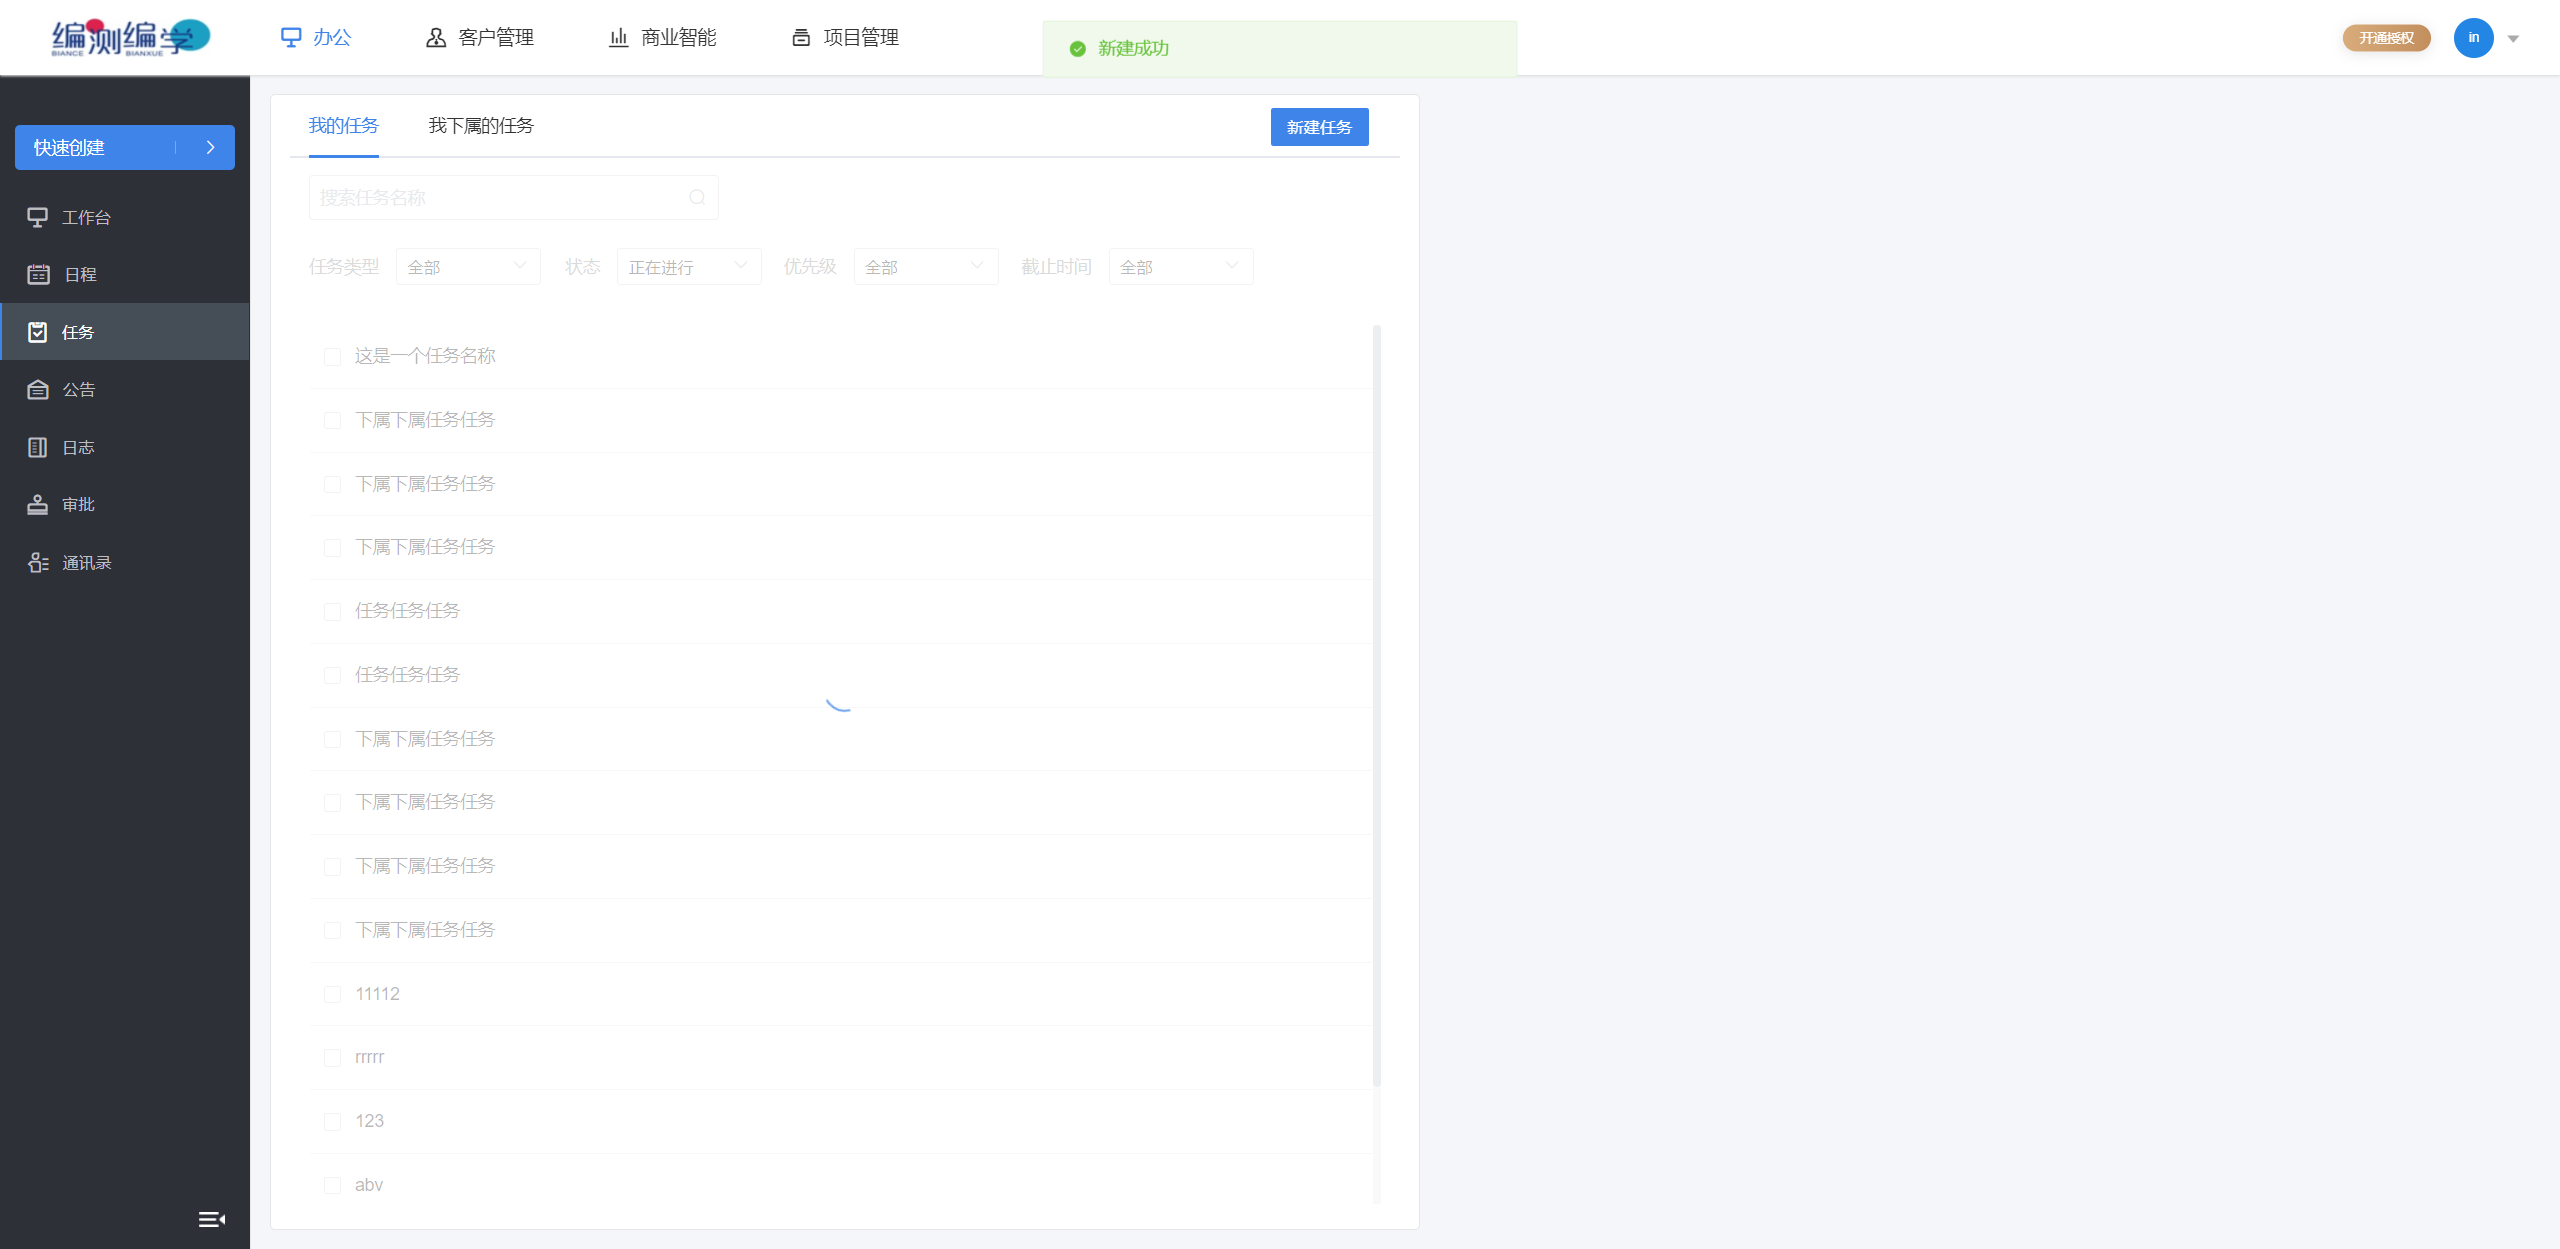 编测编学
BIANCE BIANXUE
办公
客户管理
商业智能
项目管理
新建成功
开通授权
in
快速创建
工作台
日程
任务
公告
日志
审批
通讯录
我的任务
我下属的任务
新建任务
搜索任务名称
任务类型 全部 状态 正在进行 优先级 全部 截止时间 全部
这是一个任务名称
下属下属任务任务
下属下属任务任务
下属下属任务任务
任务任务任务
任务任务任务
下属下属任务任务
下属下属任务任务
下属下属任务任务
下属下属任务任务
11112
rrrrr
123
abv